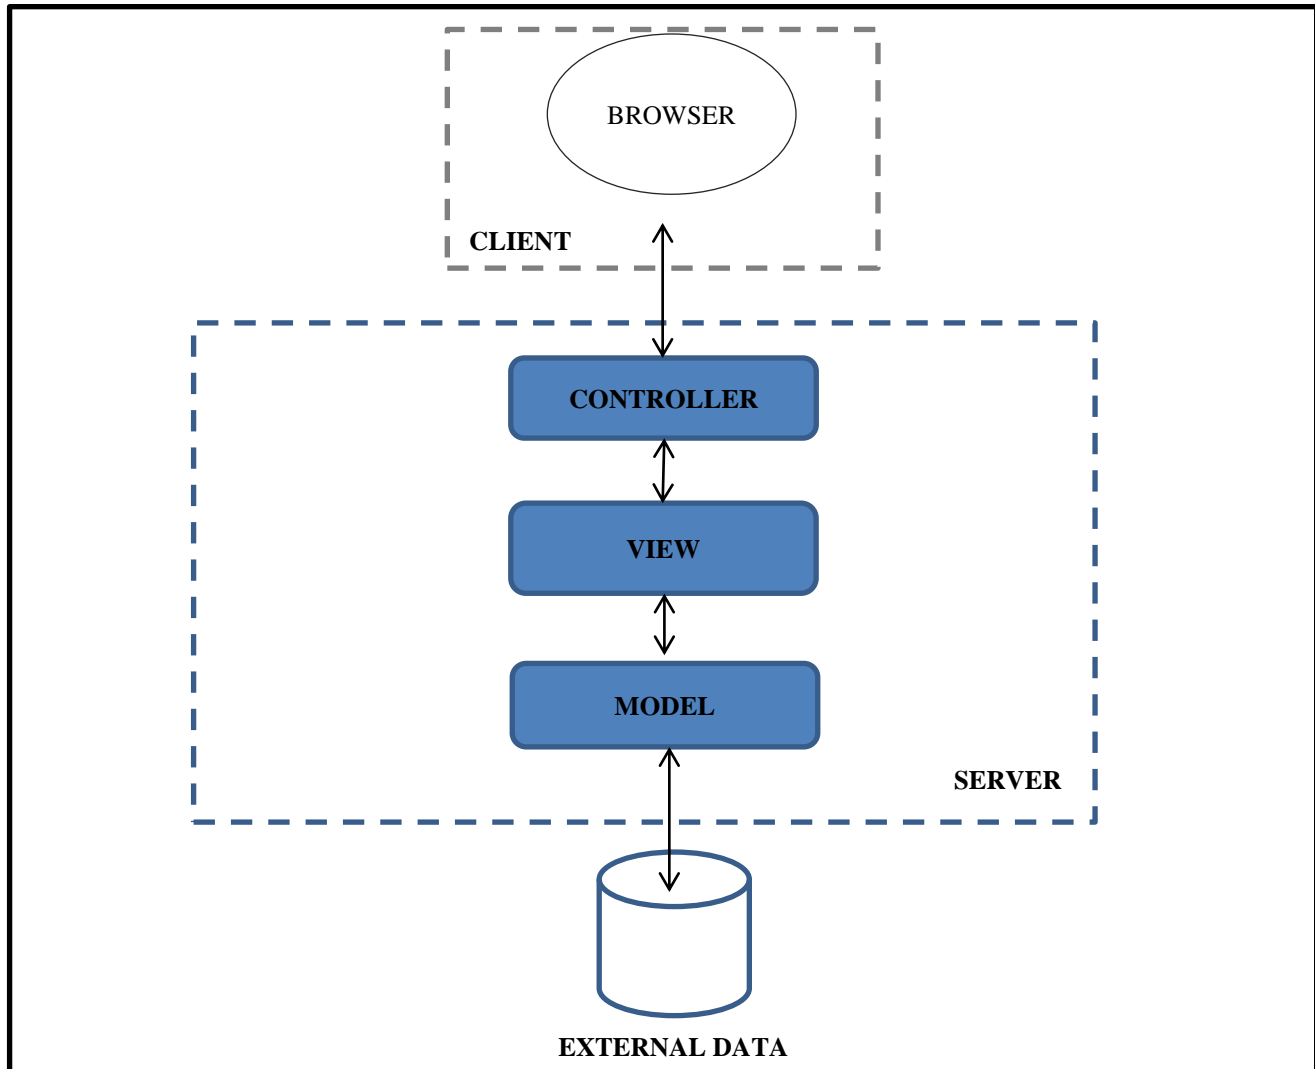 BROWSER
CLIENT
CONTROLLER
VIEW
MODEL
SERVER
EXTERNAL DATA